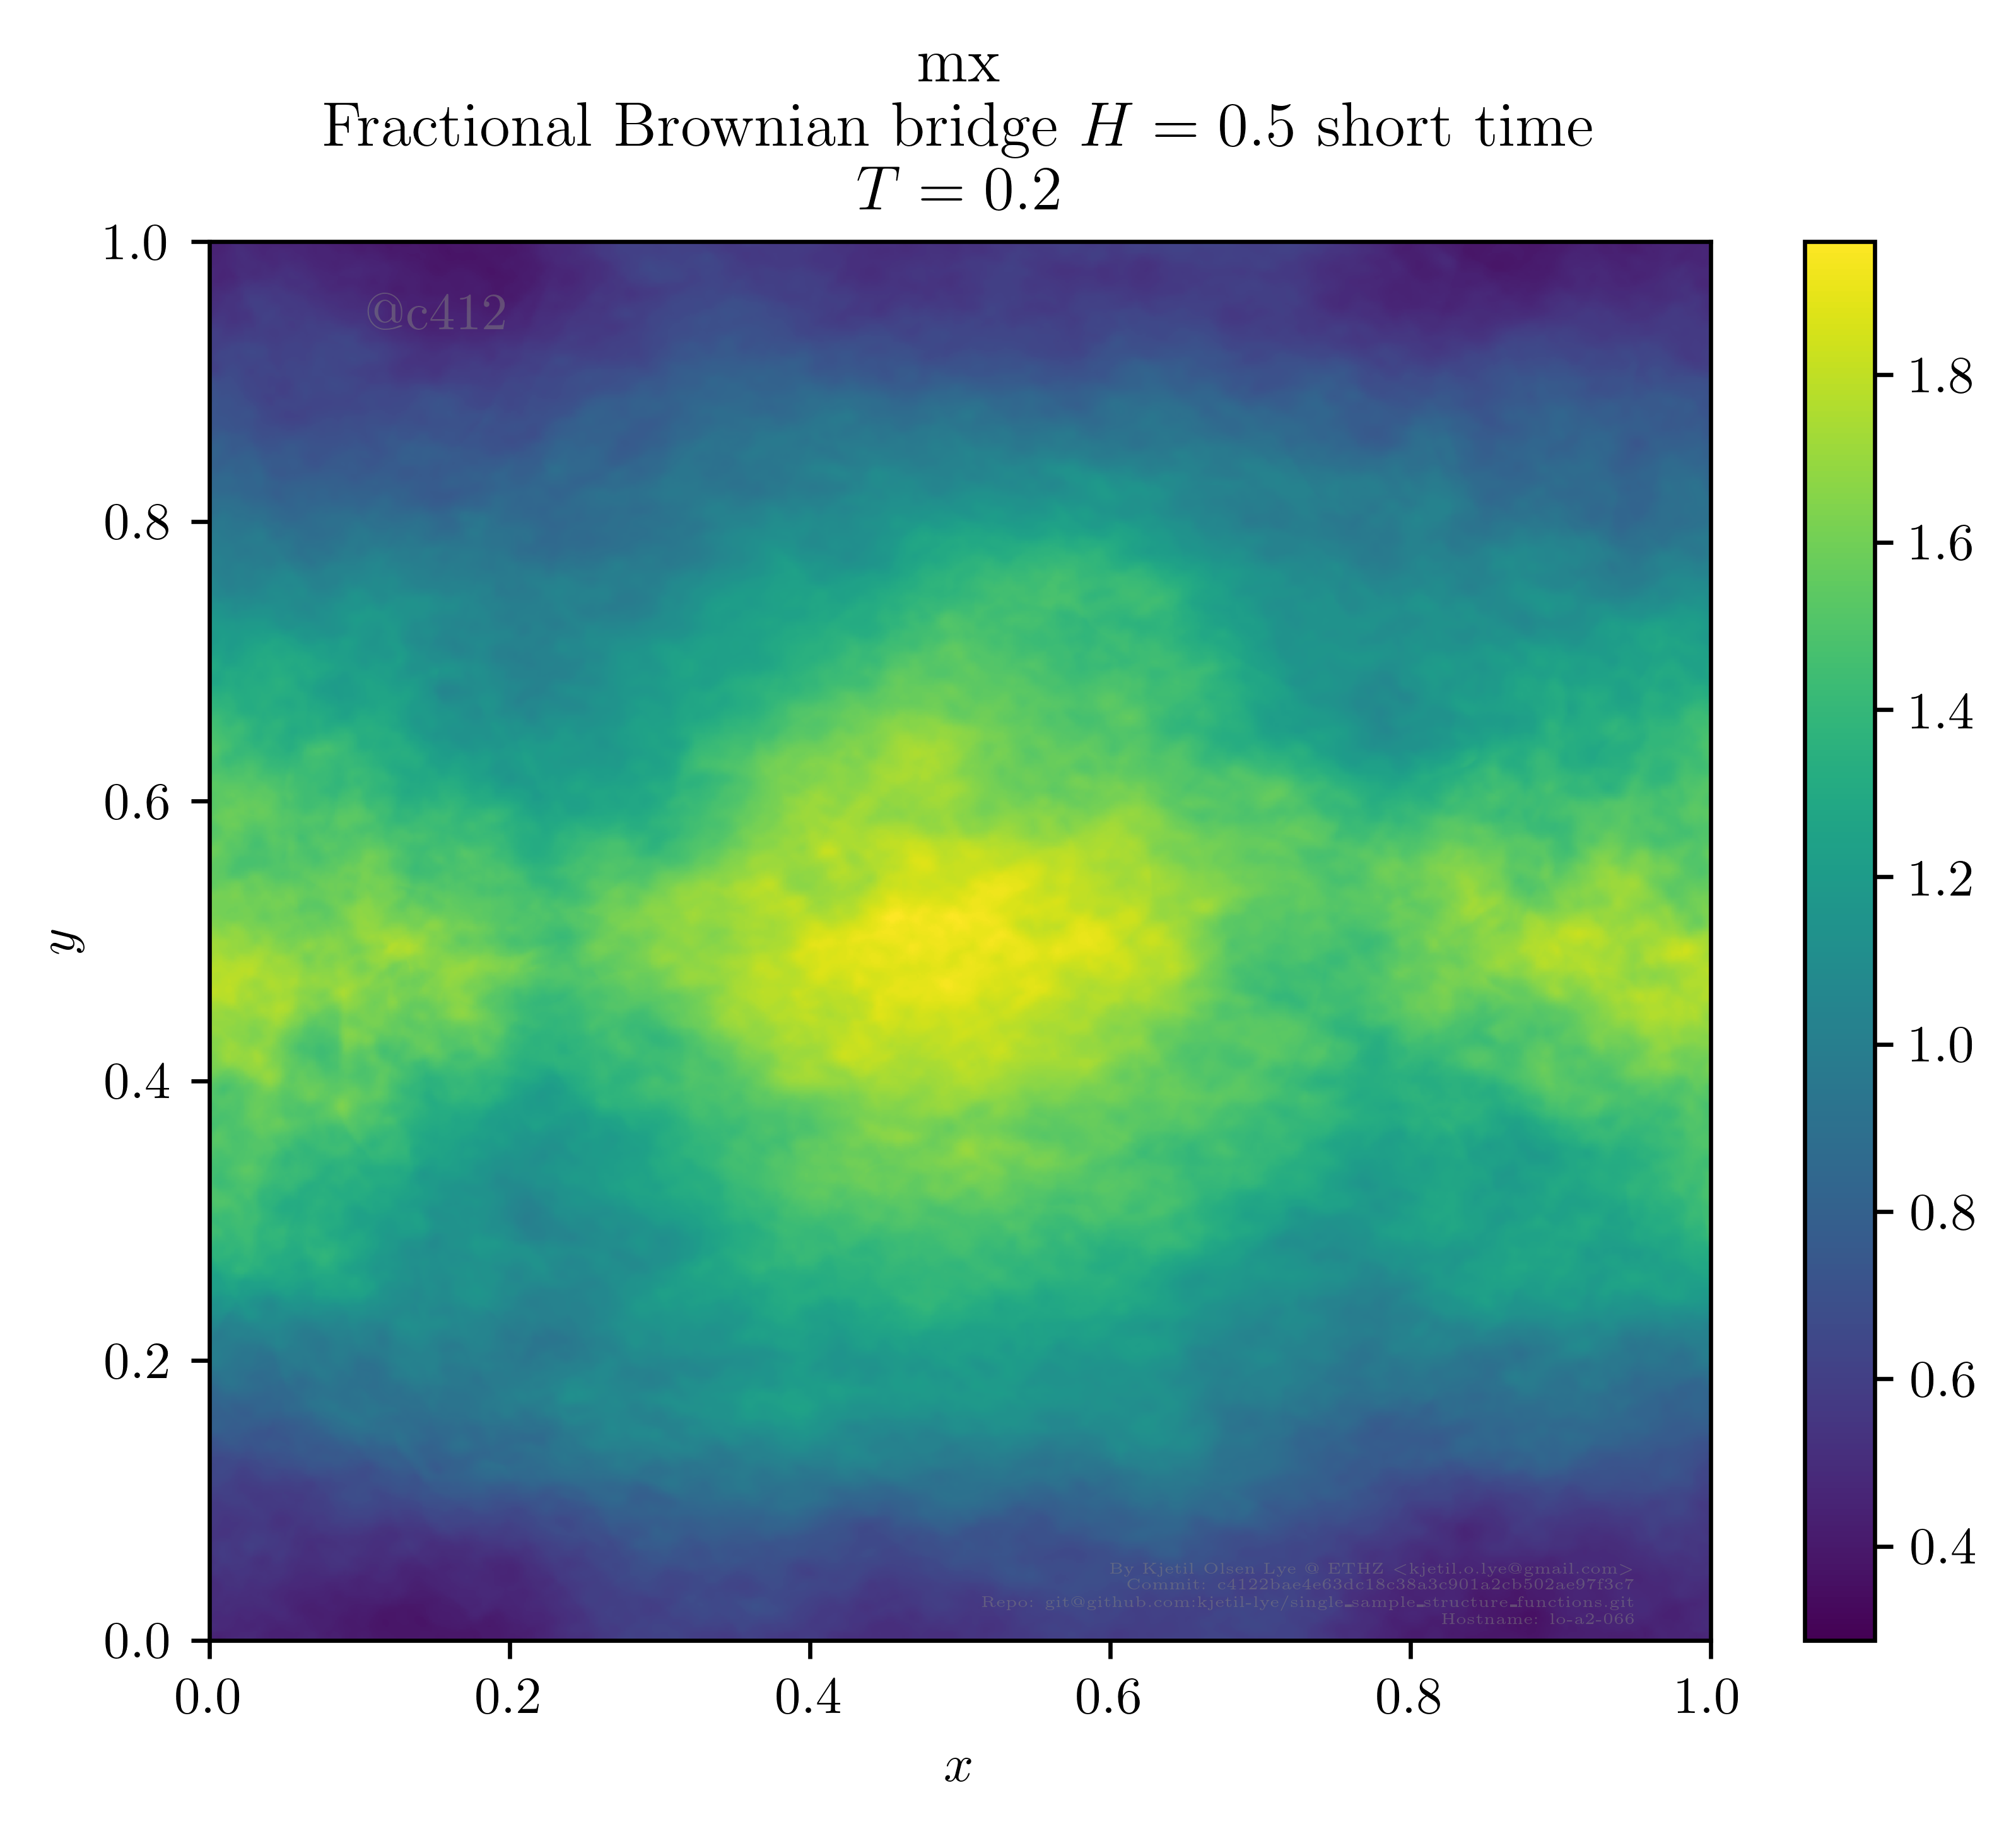 mx
Fractional Brownian bridge H = 0.5 short time
T = 0.2
1.0
@c412
1.8
0.8
1.6
1.4
0.6
1.2
y
1.0
0.4
0.8
0.2
0.6
0.4
By Kjetil Olsen Lye @ ETHZ <kjetil.o.lye@gmail.com>
Commit: c4122bae4e63dc18c38a3c901a2cb502ae97f3c7
Repo: git@github.com:kjetil-lye/single_sample_structure_functions.git
Hostname: lo-a2-066
0.0
0.0 0.2 0.4 0.6 0.8 1.0
x